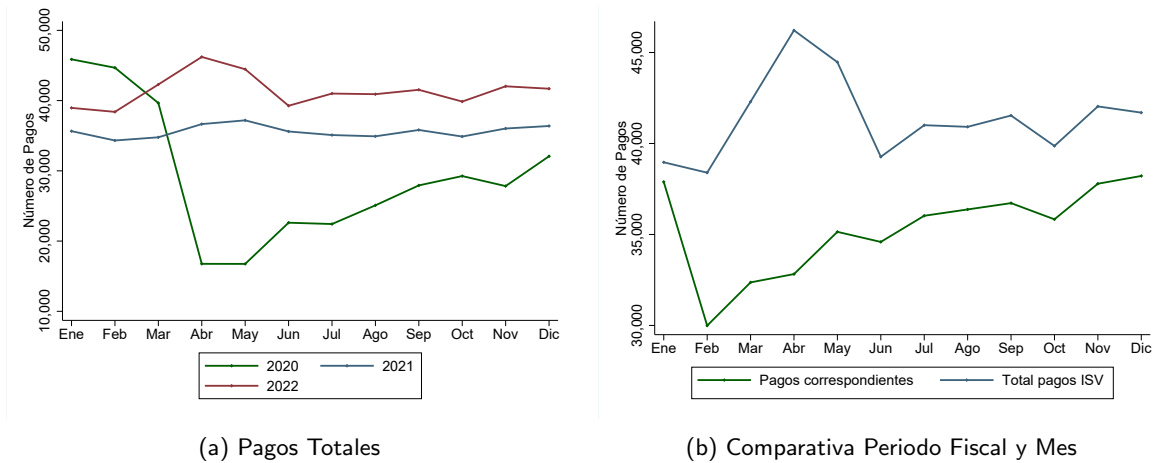 Número de Pagos
50,000
40,000
30,000
20,000
10,000
Ene Feb Mar Abr May Jun Jul Ago Sep Oct Nov Dic
2020 2021
2022
(a) Pagos Totales
Número de Pagos
45,000
40,000
35,000
30,000
Ene Feb Mar Abr May Jun Jul Ago Sep Oct Nov Dic
Pagos correspondientes Total pagos ISV
(b) Comparativa Periodo Fiscal y Mes